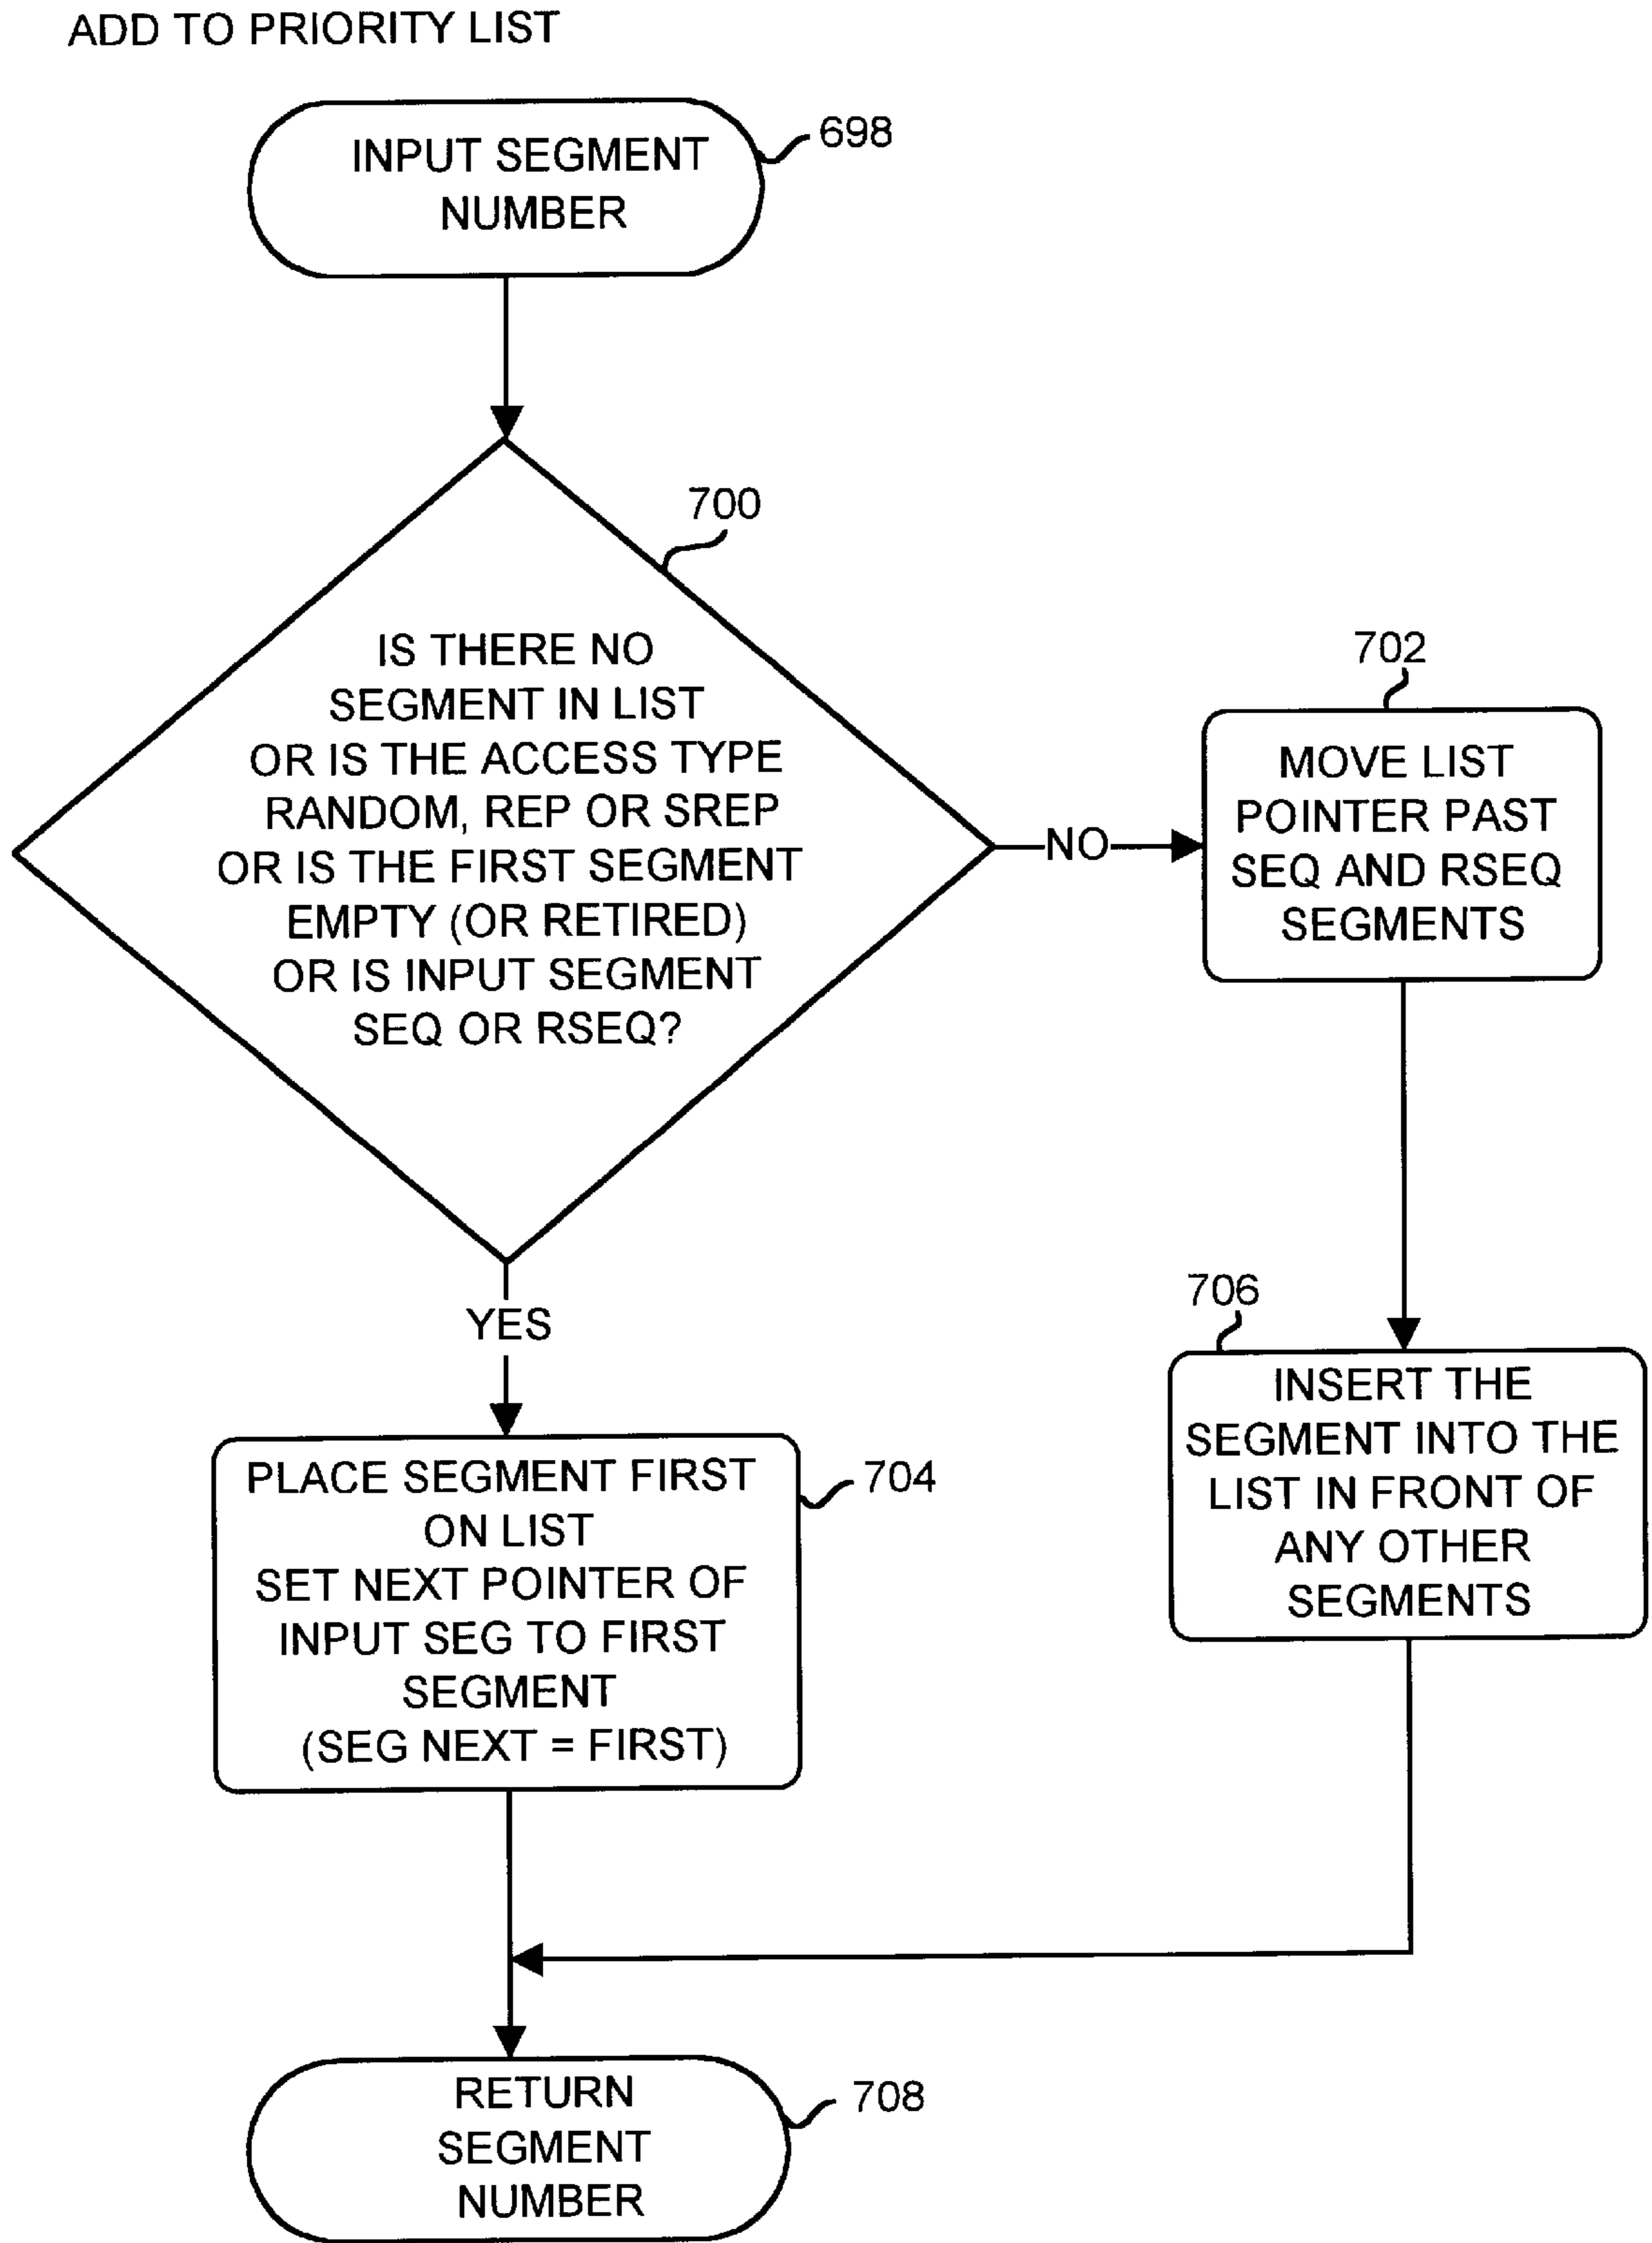 ADD TO PRIORITY LIST
INPUT SEGMENT
NUMBER
698
700
IS THERE NO
SEGMENT IN LIST
OR IS THE ACCESS TYPE
RANDOM, REP OR SREP
OR IS THE FIRST SEGMENT
EMPTY (OR RETIRED)
OR IS INPUT SEGMENT
SEQ OR RSEQ?
NO
702
MOVE LIST
POINTER PAST
SEQ AND RSEQ
SEGMENTS
YES
706
INSERT THE
SEGMENT INTO THE
LIST IN FRONT OF
ANY OTHER
SEGMENTS
PLACE SEGMENT FIRST
ON LIST
SET NEXT POINTER OF
INPUT SEG TO FIRST
SEGMENT
(SEG NEXT = FIRST)
704
RETURN
SEGMENT
NUMBER
708